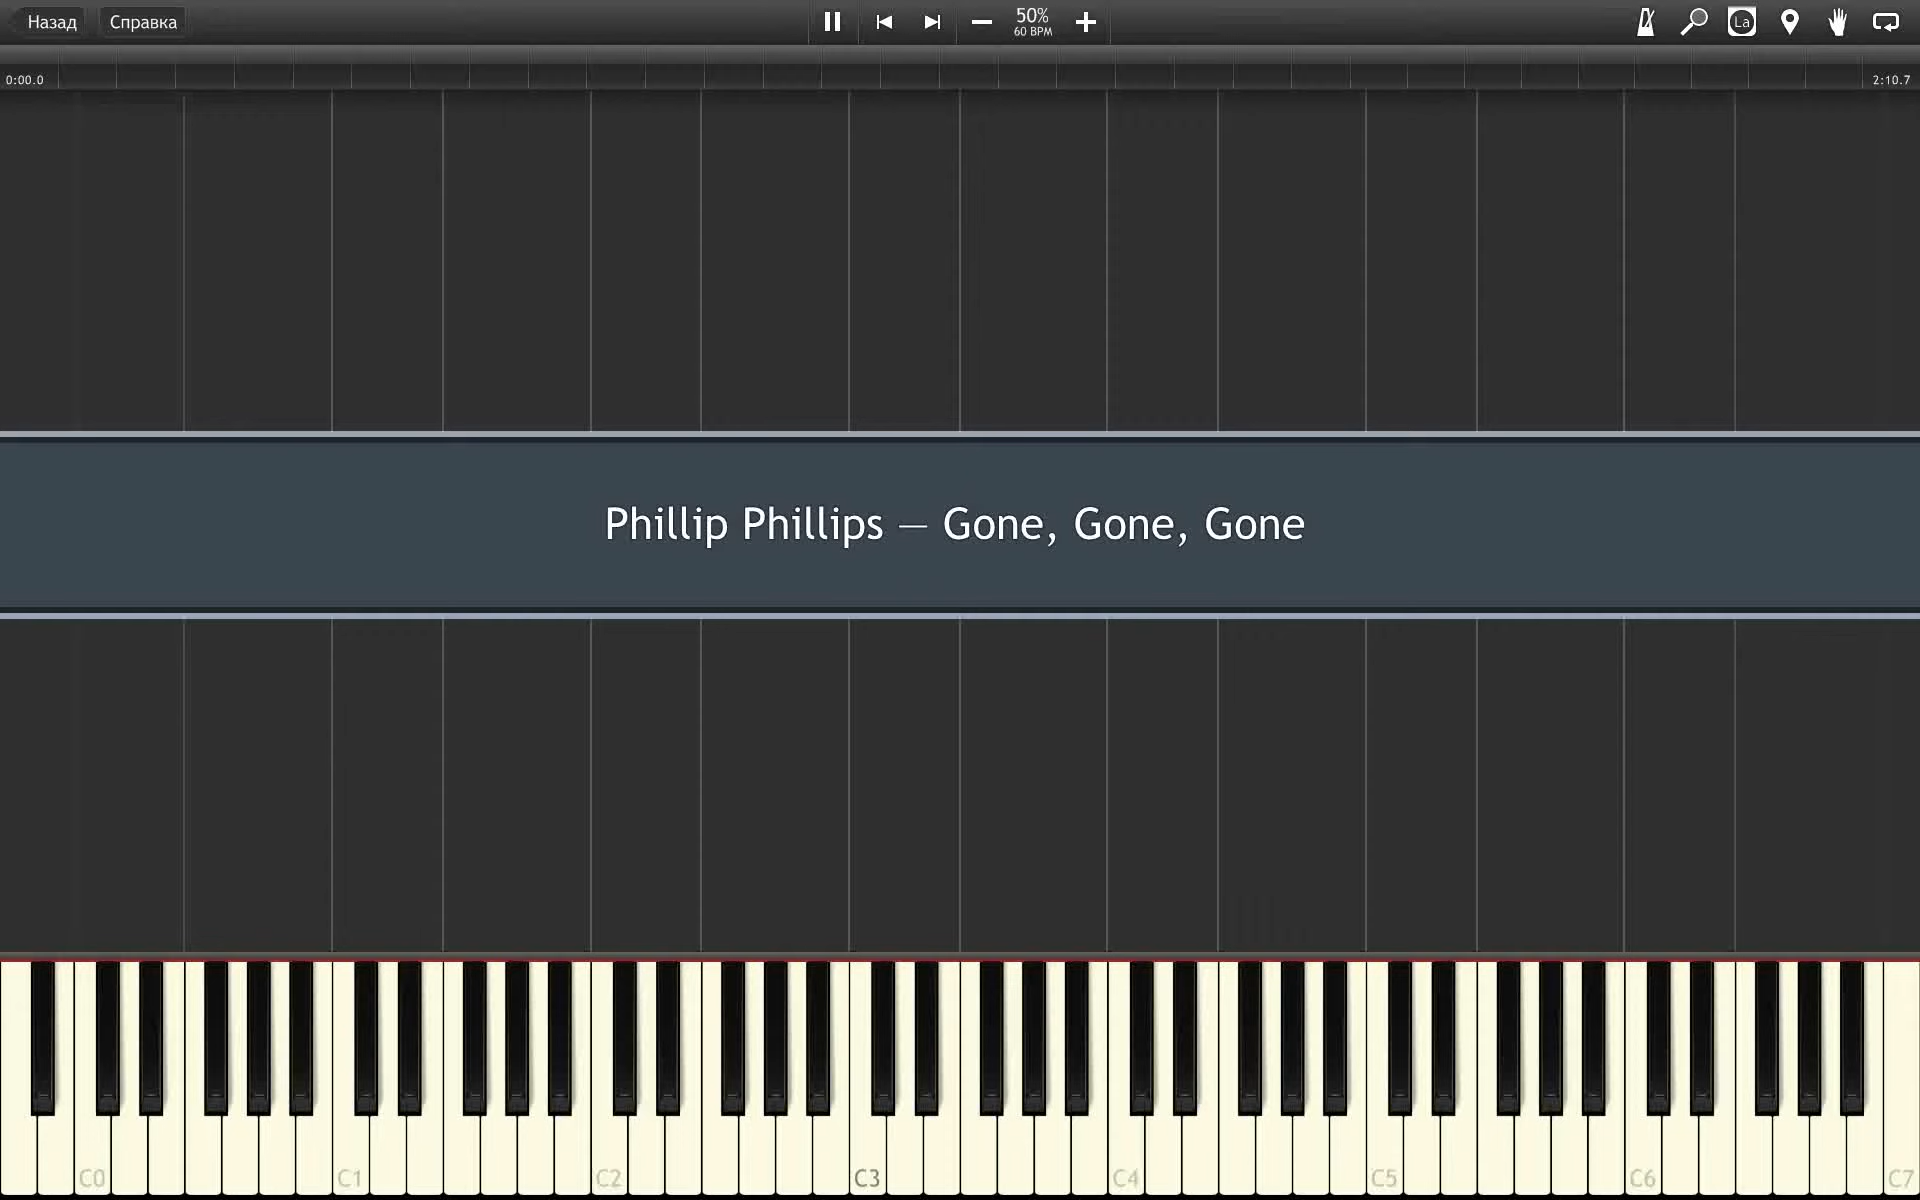 Назад Справка
50%
60 BPM
La
0:00.0 2:10.7
Phillip Phillips — Gone, Gone, Gone
C0 C1 C2 C3 C4 C5 C6 C7